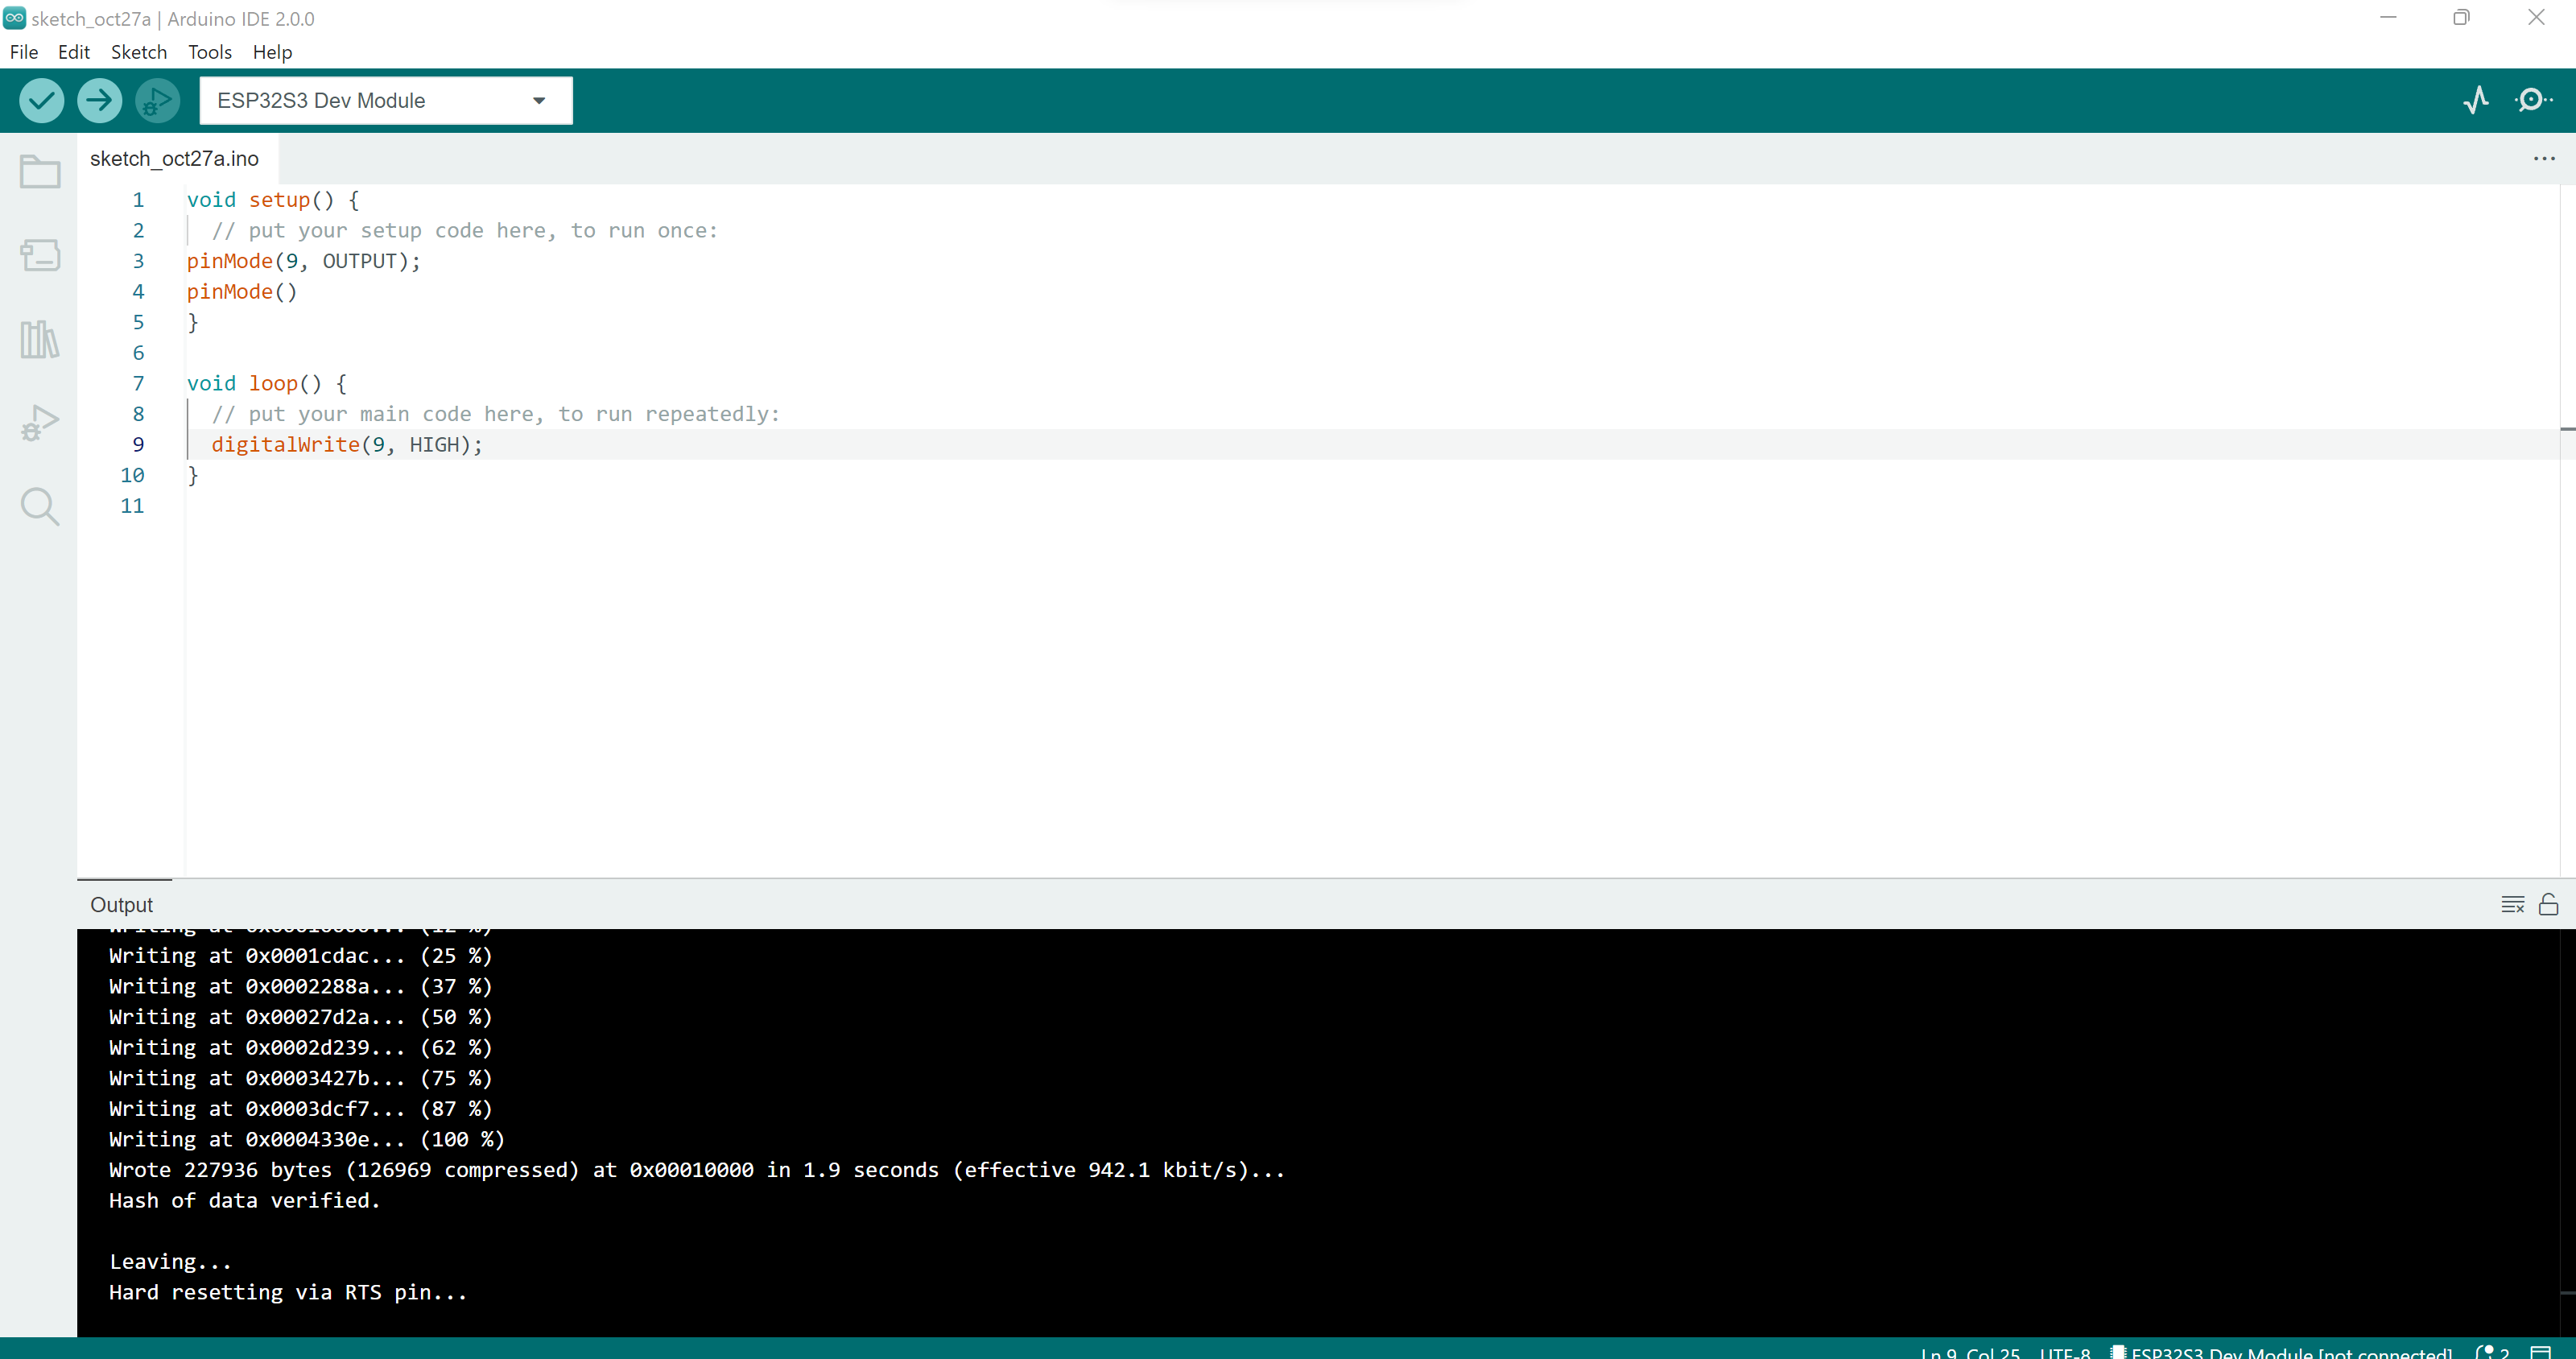 sketch_oct27a | Arduino IDE 2.0.0
File Edit Sketch Tools Help
ESP32S3 Dev Module
sketch_oct27a.ino
1 void setup() {
2 // put your setup code here, to run once:
3 pinMode(9, OUTPUT);
4 pinMode()
5 }
6
7 void loop() {
8 // put your main code here, to run repeatedly:
9 digitalWrite(9, HIGH);
10 }
11
Output
Writing at 0x0001cdac... (25 %)
Writing at 0x0002288a... (37 %)
Writing at 0x00027d2a... (50 %)
Writing at 0x0002d239... (62 %)
Writing at 0x0003427b... (75 %)
Writing at 0x0003dcf7... (87 %)
Writing at 0x0004330e... (100 %)
Wrote 227936 bytes (126969 compressed) at 0x00010000 in 1.9 seconds (effective 942.1 kbit/s)...
Hash of data verified.
Leaving...
Hard resetting via RTS pin...
Ln 9, Col 25 UTF-8 ESP32S3 Dev Module [not connected] 2